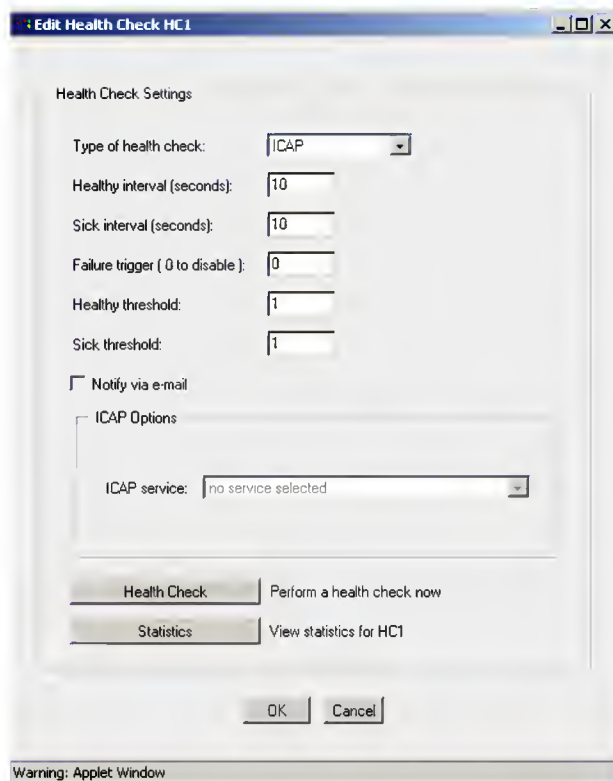 Edit Health Check HC1
Health Check Settings
Type of health check: ICAP
Healthy interval (seconds): 10
Sick interval (seconds): 10
Failure trigger ( 0 to disable ): 0
Healthy threshold: 1
Sick threshold: 1
Notify via e-mail
ICAP Options
ICAP service: no service selected
Health Check Perform a health check now
Statistics View statistics for HC1
OK Cancel
Warning: Applet Window